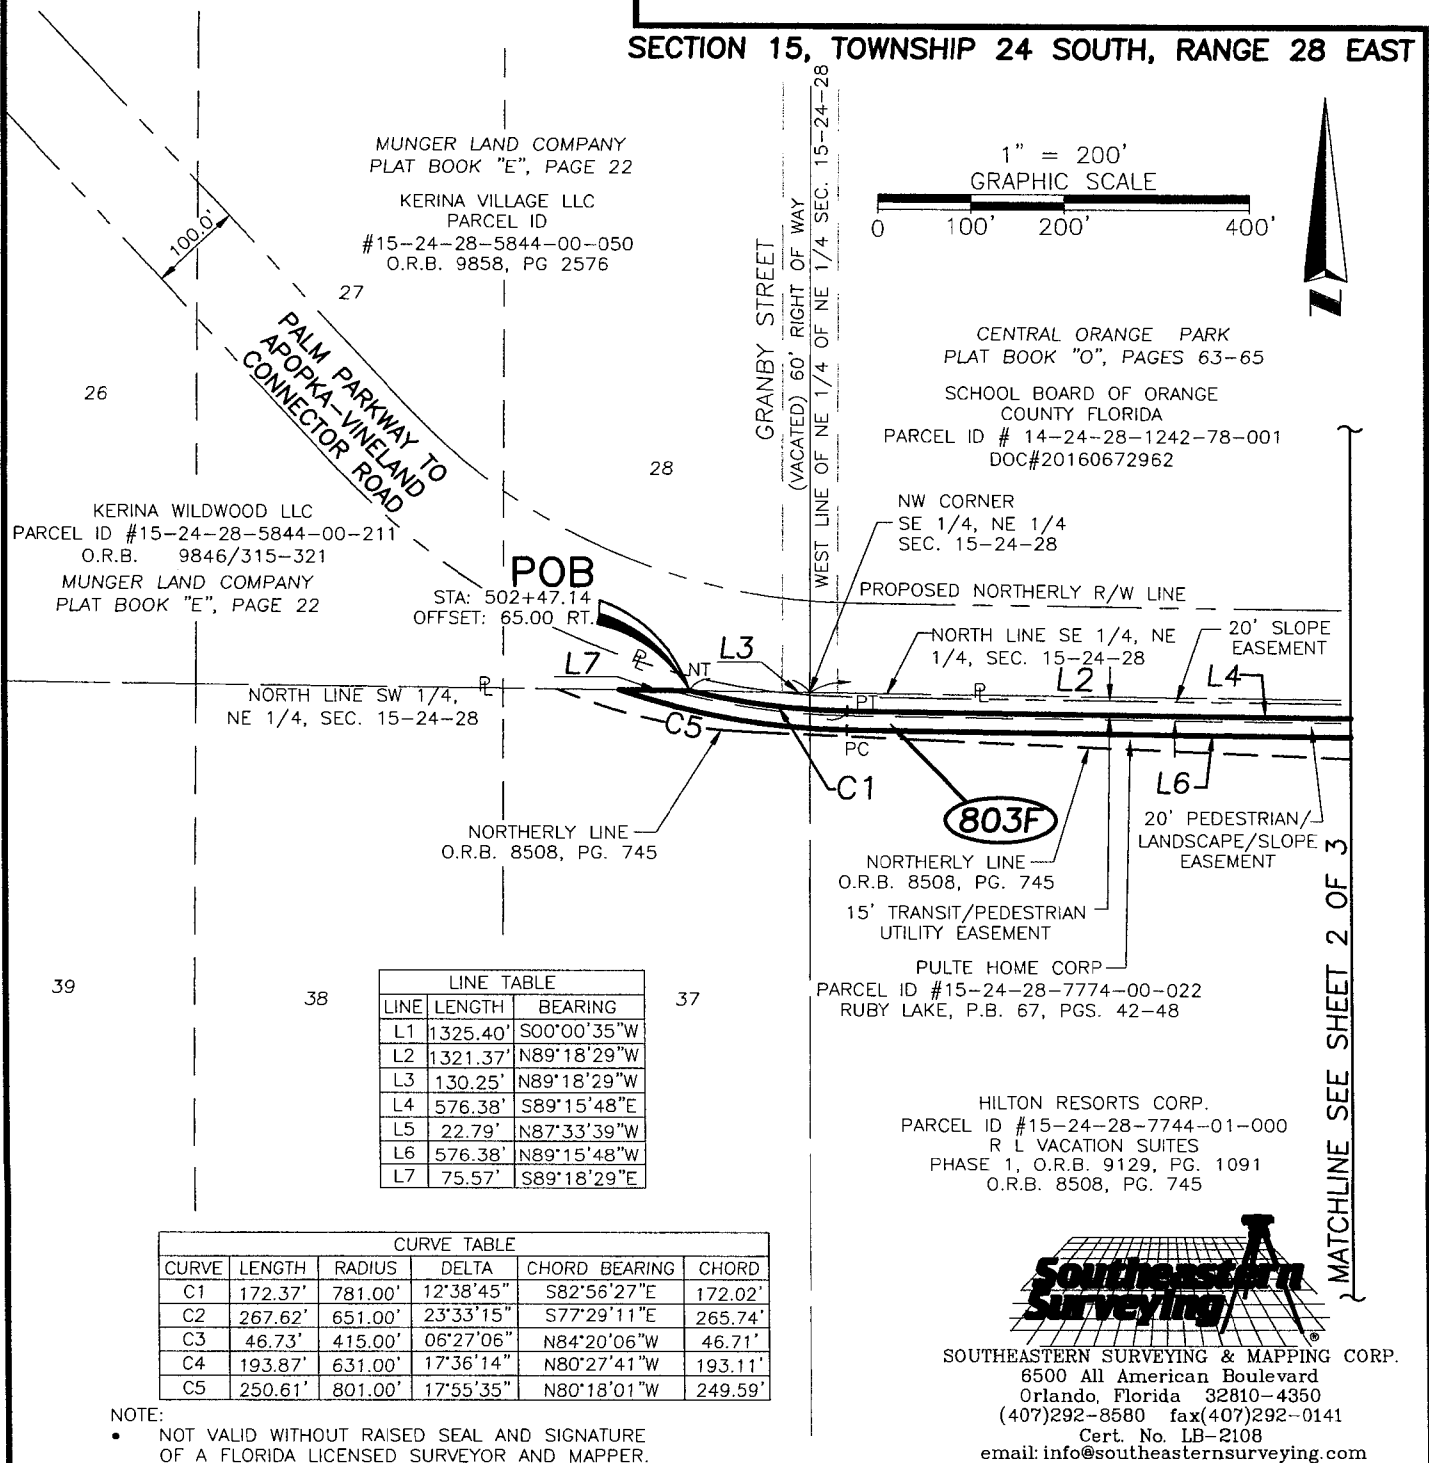 SECTION 15, TOWNSHIP 24 SOUTH, RANGE 28 EAST
MUNGER LAND COMPANY
PLAT BOOK "E", PAGE 22
KERINA VILLAGE LLC
PARCEL ID
#15-24-28-5844-00-050
O.R.B. 9858, PG 2576
1" = 200'
GRAPHIC SCALE
0 100' 200' 400'
N
100.0'
27
26
28
PALM PARKWAY TO
APOPKA-VINELAND
CONNECTOR ROAD
GRANBY STREET
(VACATED) 60' RIGHT OF WAY
WEST LINE OF NE 1/4 OF NE 1/4 SEC. 15-24-28
CENTRAL ORANGE PARK
PLAT BOOK "O", PAGES 63-65
SCHOOL BOARD OF ORANGE
COUNTY FLORIDA
PARCEL ID # 14-24-28-1242-78-001
DOC#20160672962
KERINA WILDWOOD LLC
PARCEL ID #15-24-28-5844-00-211
O.R.B. 9846/315-321
MUNGER LAND COMPANY
PLAT BOOK "E", PAGE 22
NW CORNER
SE 1/4, NE 1/4
SEC. 15-24-28
POB
STA: 502+47.14
OFFSET: 65.00 RT.
PROPOSED NORTHERLY R/W LINE
NORTH LINE SE 1/4, NE
1/4, SEC. 15-24-28
20' SLOPE
EASEMENT
L7
PL
NT
L3
PL
L2
L4
PL
NORTH LINE SW 1/4,
NE 1/4, SEC. 15-24-28
C5
PT
PC
C1
L6
803F
NORTHERLY LINE
O.R.B. 8508, PG. 745
20' PEDESTRIAN/
LANDSCAPE/SLOPE
EASEMENT
NORTHERLY LINE
O.R.B. 8508, PG. 745
15' TRANSIT/PEDESTRIAN
UTILITY EASEMENT
PULTE HOME CORP
PARCEL ID #15-24-28-7774-00-022
RUBY LAKE, P.B. 67, PGS. 42-48
MATCHLINE SEE SHEET 2 OF 3
39
38
37
LINE TABLE
LINE LENGTH BEARING
L1 1325.40' S00°00'35"W
L2 1321.37' N89°18'29"W
L3 130.25' N89°18'29"W
L4 576.38' S89°15'48"E
L5 22.79' N87°33'39"W
L6 576.38' N89°15'48"W
L7 75.57' S89°18'29"E
HILTON RESORTS CORP.
PARCEL ID #15-24-28-7744-01-000
R L VACATION SUITES
PHASE 1, O.R.B. 9129, PG. 1091
O.R.B. 8508, PG. 745
CURVE TABLE
CURVE LENGTH RADIUS DELTA CHORD BEARING CHORD
C1 172.37' 781.00' 12°38'45" S82°56'27"E 172.02'
C2 267.62' 651.00' 23°33'15" S77°29'11"E 265.74'
C3 46.73' 415.00' 06°27'06" N84°20'06"W 46.71'
C4 193.87' 631.00' 17°36'14" N80°27'41"W 193.11'
C5 250.61' 801.00' 17°55'35" N80°18'01"W 249.59'
NOTE:
• NOT VALID WITHOUT RAISED SEAL AND SIGNATURE
OF A FLORIDA LICENSED SURVEYOR AND MAPPER.
Southeastern
Surveying
®
SOUTHEASTERN SURVEYING & MAPPING CORP.
6500 All American Boulevard
Orlando, Florida 32810-4350
(407)292-8580 fax(407)292-0141
Cert. No. LB-2108
email: info@southeasternsurveying.com